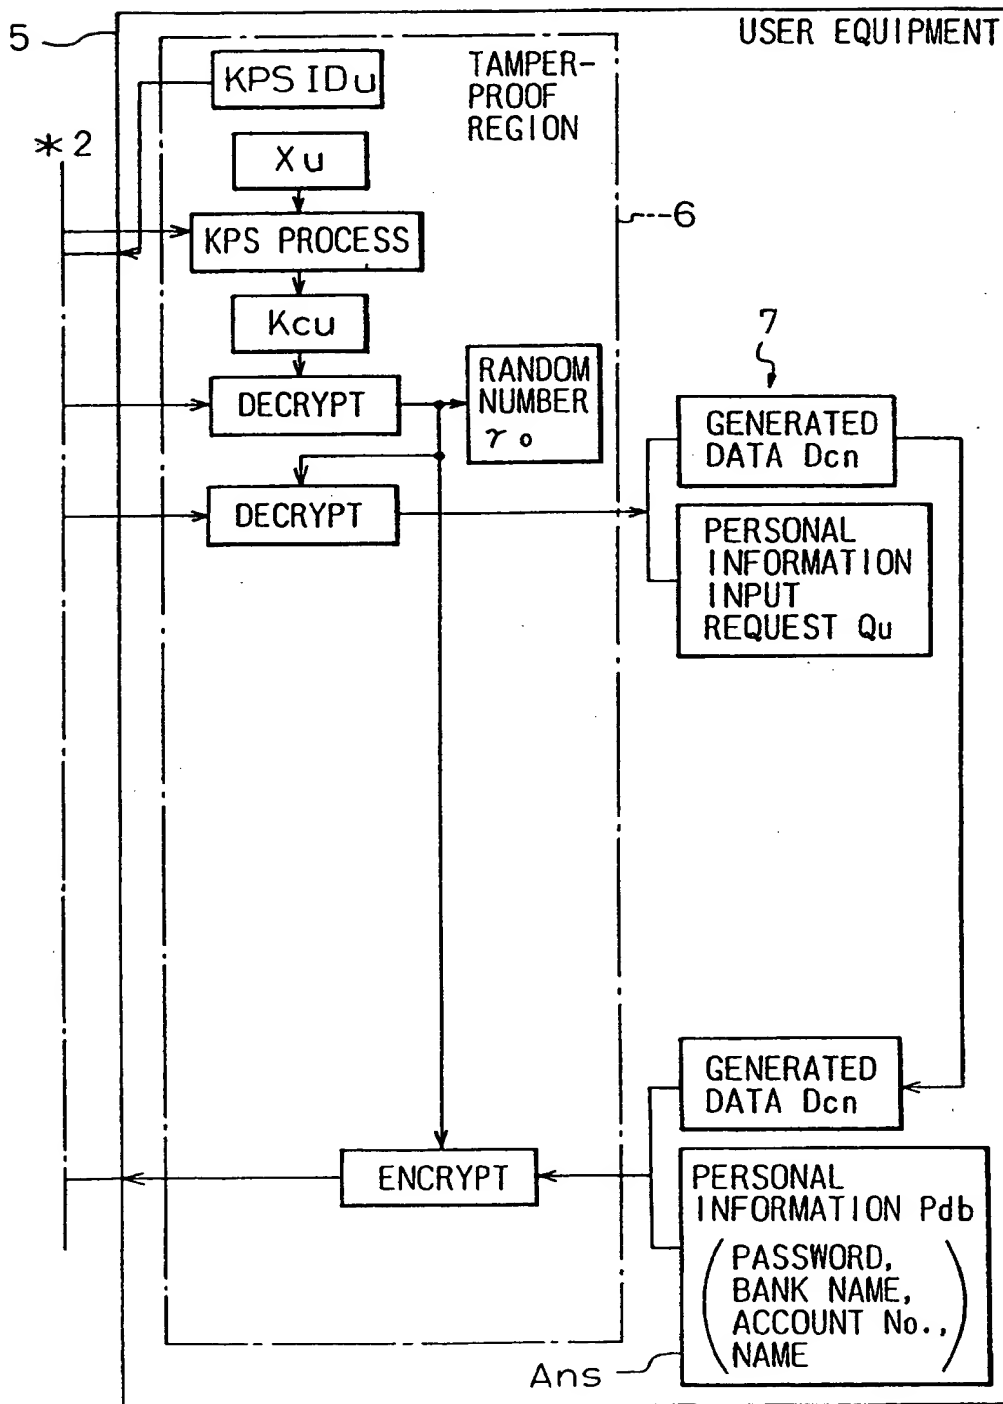 5
USER EQUIPMENT
TAMPER-
PROOF
REGION
KPS IDu
*2
Xu
6
KPS PROCESS
Kcu
7
RANDOM
NUMBER
γo
DECRYPT
GENERATED
DATA Dcn
DECRYPT
PERSONAL
INFORMATION
INPUT
REQUEST Qu
GENERATED
DATA Dcn
ENCRYPT
PERSONAL
INFORMATION Pdb
(PASSWORD,
BANK NAME,
ACCOUNT No.,
NAME)
Ans